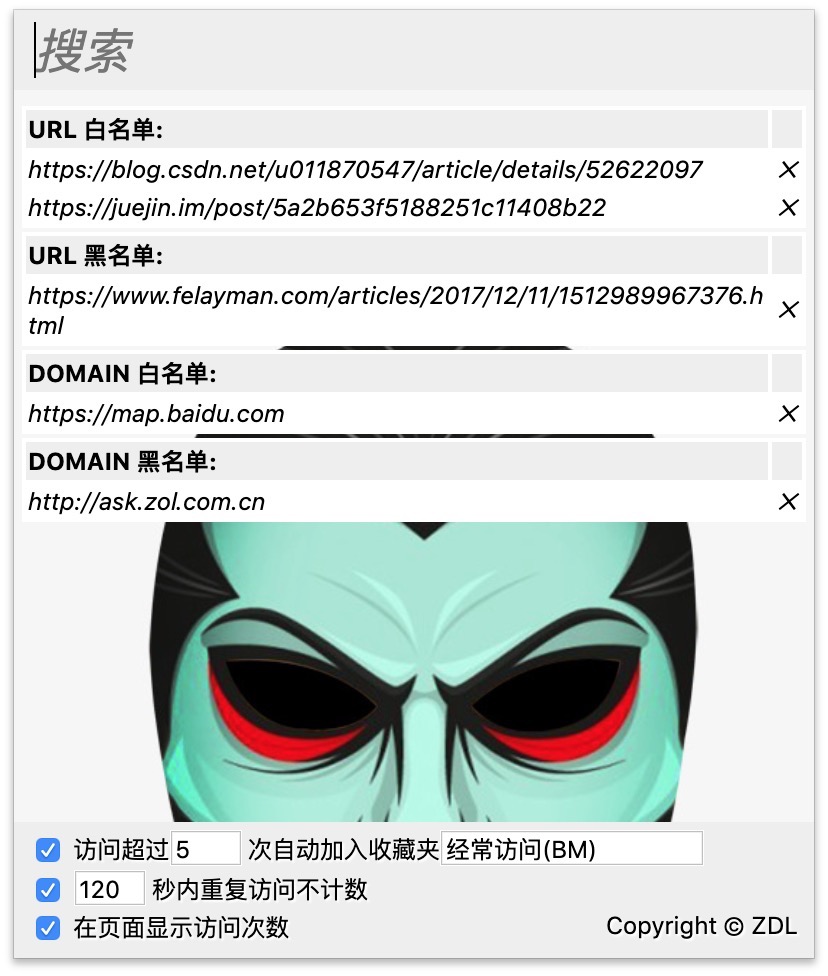 搜索
URL 白名单:
https://blog.csdn.net/u011870547/article/details/52622097
https://juejin.im/post/5a2b653f5188251c11408b22
URL 黑名单:
https://www.felayman.com/articles/2017/12/11/1512989967376.h
tml
DOMAIN 白名单:
https://map.baidu.com
DOMAIN 黑名单:
http://ask.zol.com.cn
访问超过 5 次自动加入收藏夹 经常访问(BM)
120 秒内重复访问不计数
在页面显示访问次数 Copyright © ZDL